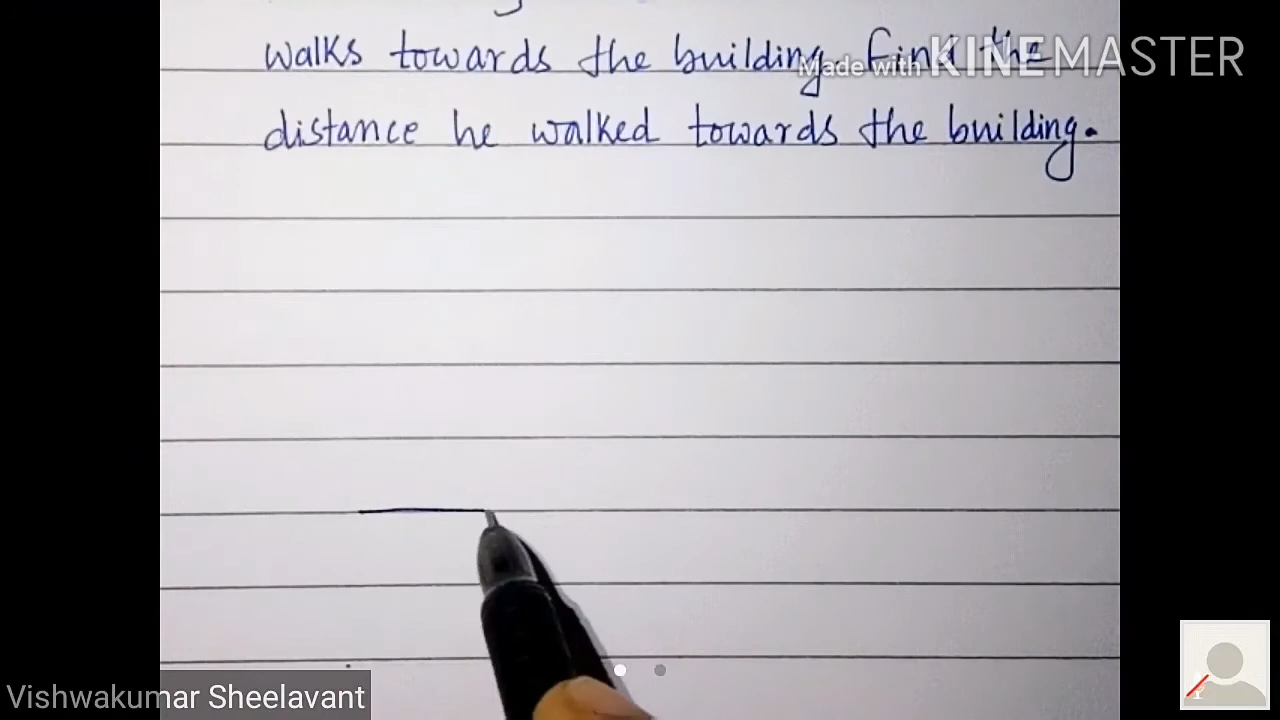 walks towards the building. Find the
Made with KINEMASTER
distance he walked towards the building.
Vishwakumar Sheelavant